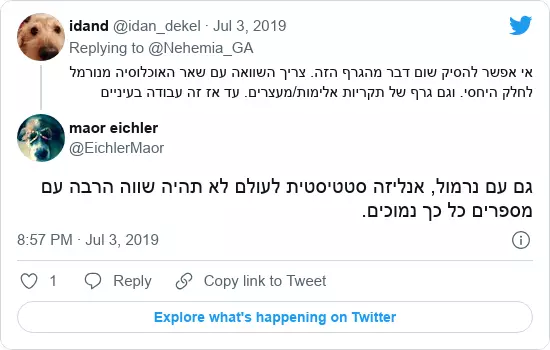 idand @idan_dekel · Jul 3, 2019
Replying to @Nehemia_GA
אי אפשר להסיק שום דבר מהגרף הזה. צריך השוואה עם שאר האוכלוסיה מנורמל
לחלק היחסי. וגם גרף של תקריות אלימות/מעצרים. עד אז זה עבודה בעיניים
maor eichler
@EichlerMaor
גם עם נרמול, אנליזה סטטיסטית לעולם לא תהיה שווה הרבה עם
מספרים כל כך נמוכים.
8:57 PM · Jul 3, 2019
1 Reply Copy link to Tweet
Explore what's happening on Twitter